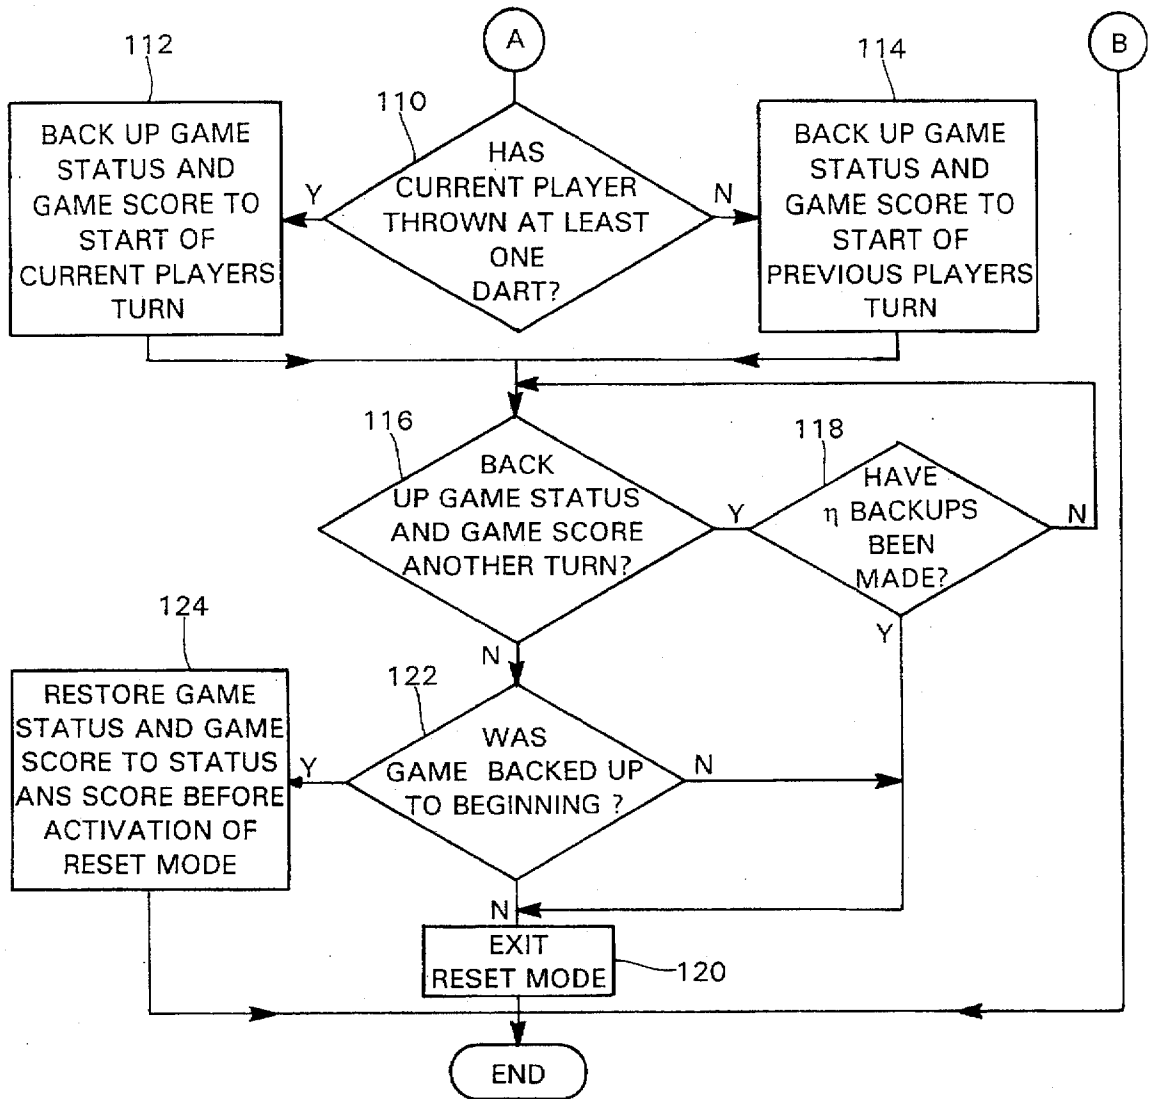 A
B
112
110
114
BACK UP GAME
STATUS AND
GAME SCORE TO
START OF
CURRENT PLAYERS
TURN
Y
HAS
CURRENT PLAYER
THROWN AT LEAST
ONE
DART?
N
BACK UP GAME
STATUS AND
GAME SCORE TO
START OF
PREVIOUS PLAYERS
TURN
116
BACK
UP GAME STATUS
AND GAME SCORE
ANOTHER TURN?
Y
118
HAVE
η BACKUPS
BEEN
MADE?
N
Y
N
124
RESTORE GAME
STATUS AND GAME
SCORE TO STATUS
ANS SCORE BEFORE
ACTIVATION OF
RESET MODE
Y
122
WAS
GAME BACKED UP
TO BEGINNING ?
N
N
EXIT
RESET MODE
120
END